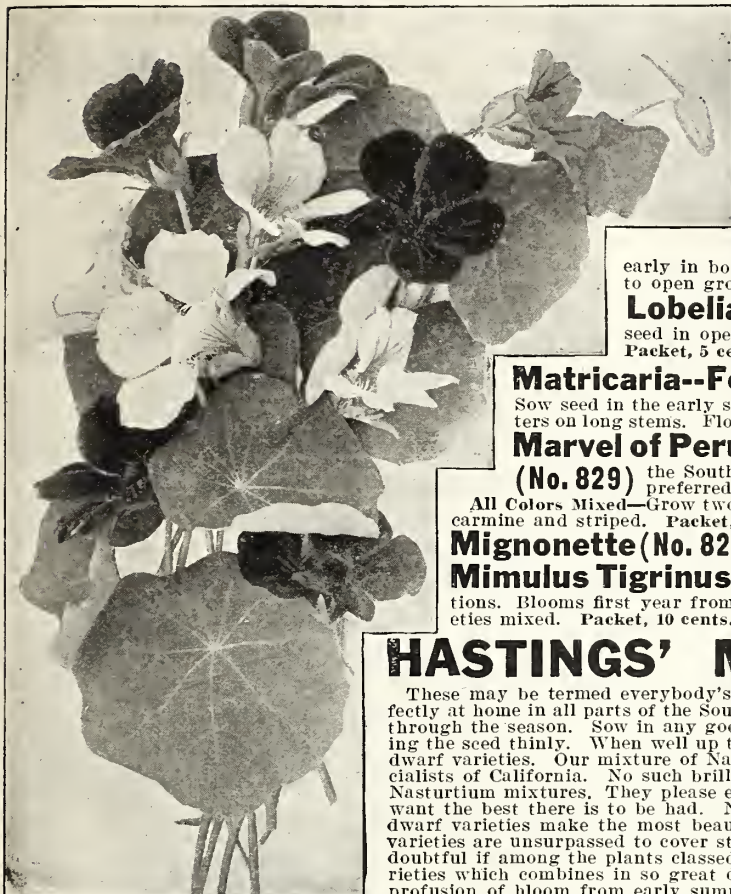 early in bo
to open gro
Lobelia
seed in ope
Packet, 5 ce
Matricaria--Fe
Sow seed in the early s
ters on long stems. Flo
Marvel of Peru
(No. 829) the South
preferred
All Colors Mixed—Grow two
carmine and striped. Packet,
Mignonette (No. 82
Mimulus Tigrinus
tions. Blooms first year from
eties mixed. Packet, 10 cents.
HASTINGS' N
These may be termed everybody's
fectly at home in all parts of the Sou
through the season. Sow in any goo
ing the seed thinly. When well up t
dwarf varieties. Our mixture of Na
cialists of California. No such brill
Nasturtium mixtures. They please e
want the best there is to be had. N
dwarf varieties make the most beau
varieties are unsurpassed to cover st
doubtful if among the plants classed
rieties which combines in so great d
profusion of bloom from early summ